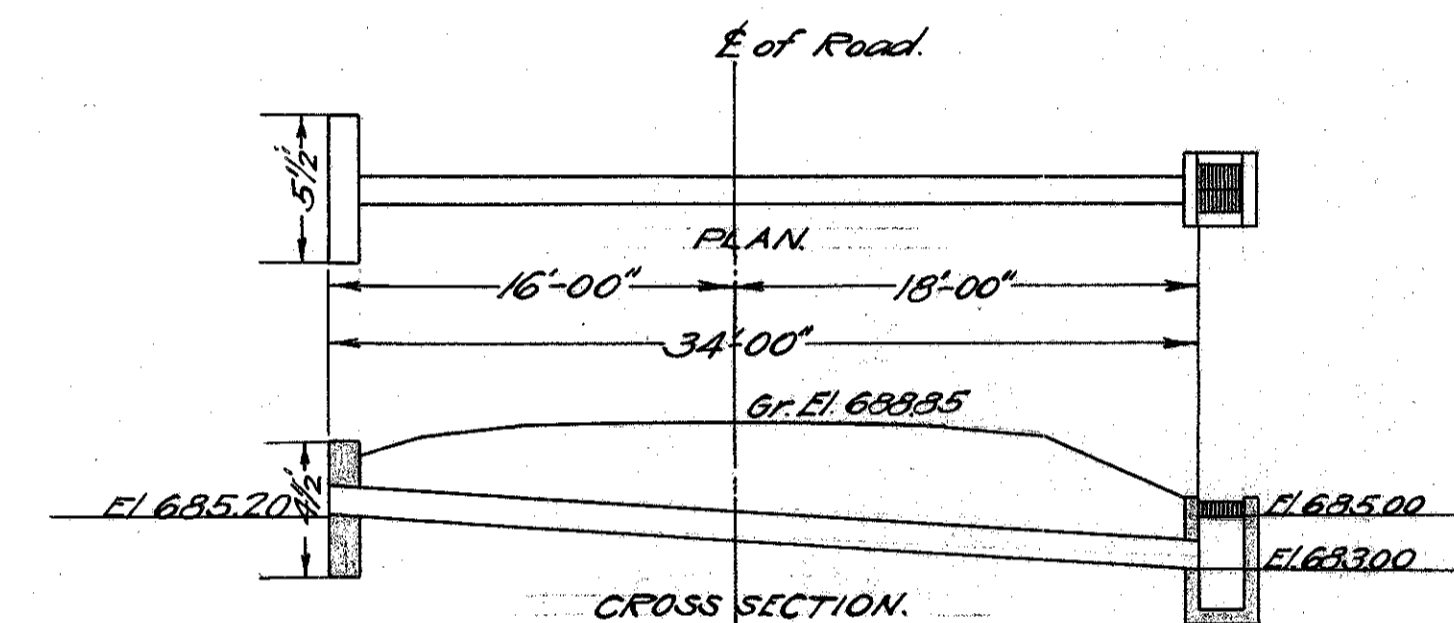 ℄ of Road.
5 1/2'
PLAN.
16'-00"
18'-00"
34'-00"
Gr. El. 688.85
4 1/2'
El 685.20
El 685.00
El. 683.00
CROSS SECTION.